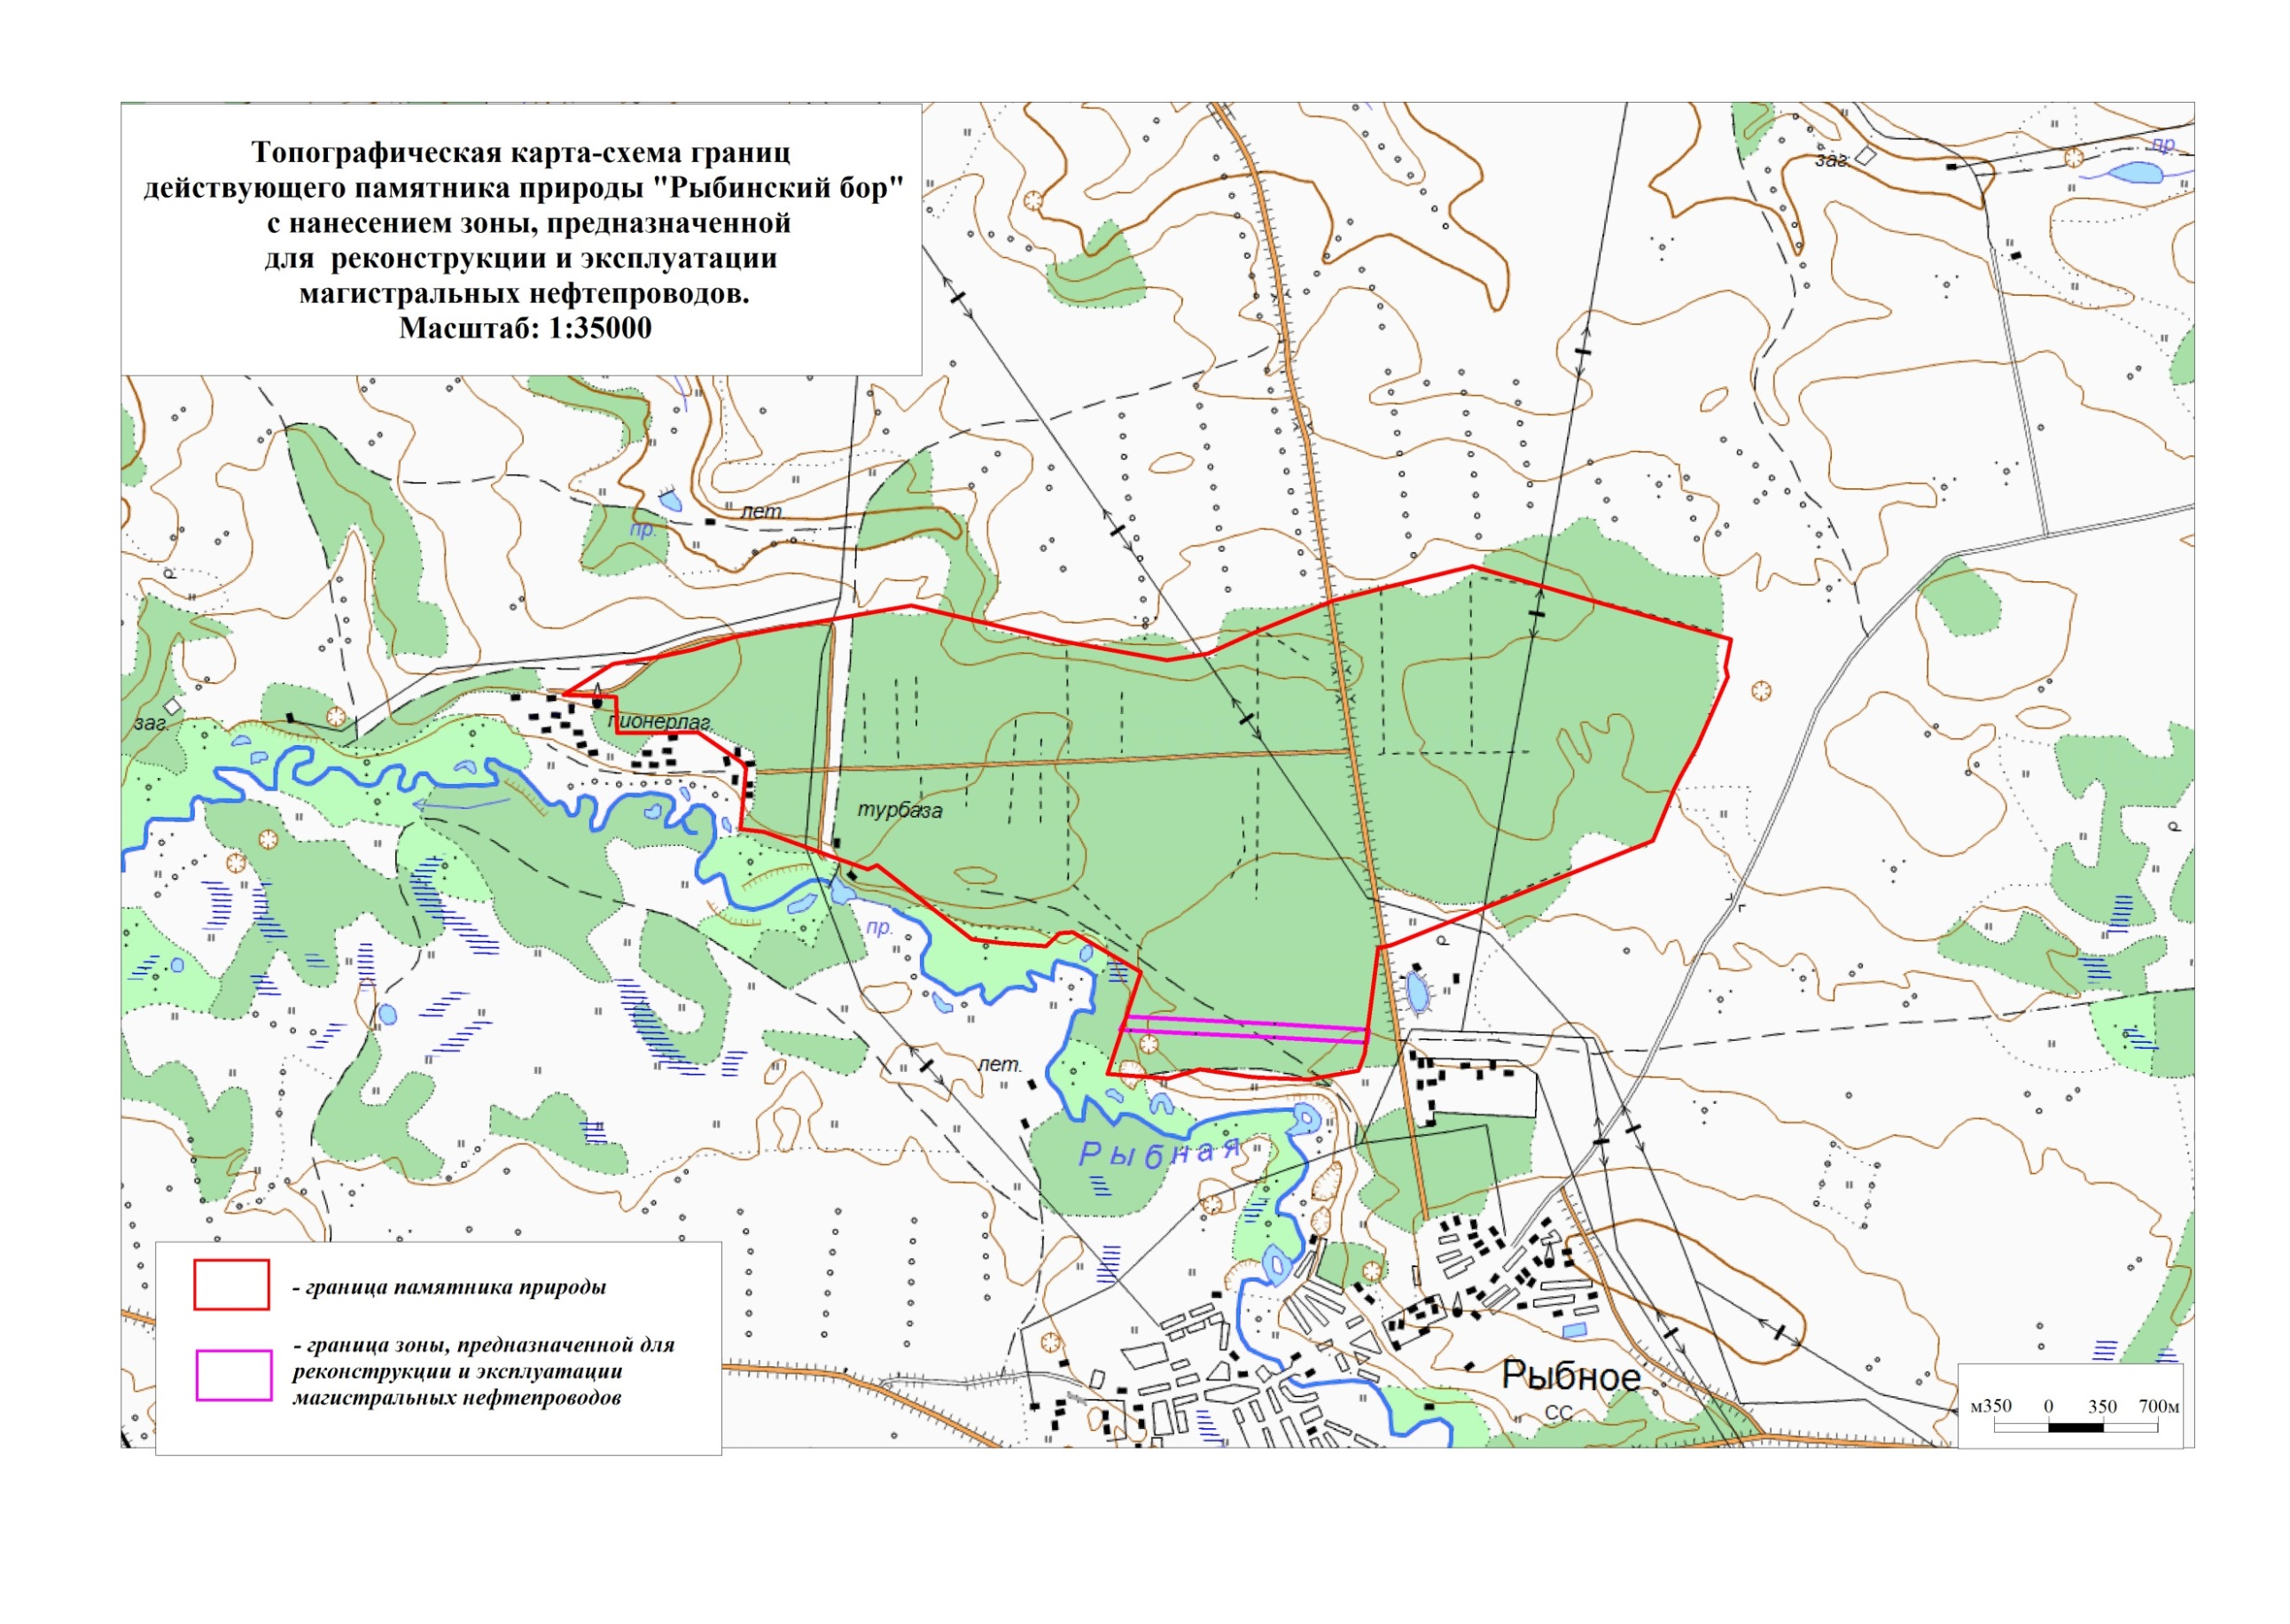 Топографическая карта-схема границ
действующего памятника природы "Рыбинский бор"
с нанесением зоны, предназначенной
для реконструкции и эксплуатации
магистральных нефтепроводов.
Масштаб: 1:35000
заг.
пр
лет.
пр.
заг.
пионерлаг.
турбаза
пр.
лет.
Рыбная
Рыбное
СС
- граница памятника природы
- граница зоны, предназначенной для
реконструкции и эксплуатации
магистральных нефтепроводов
м350 0 350 700м